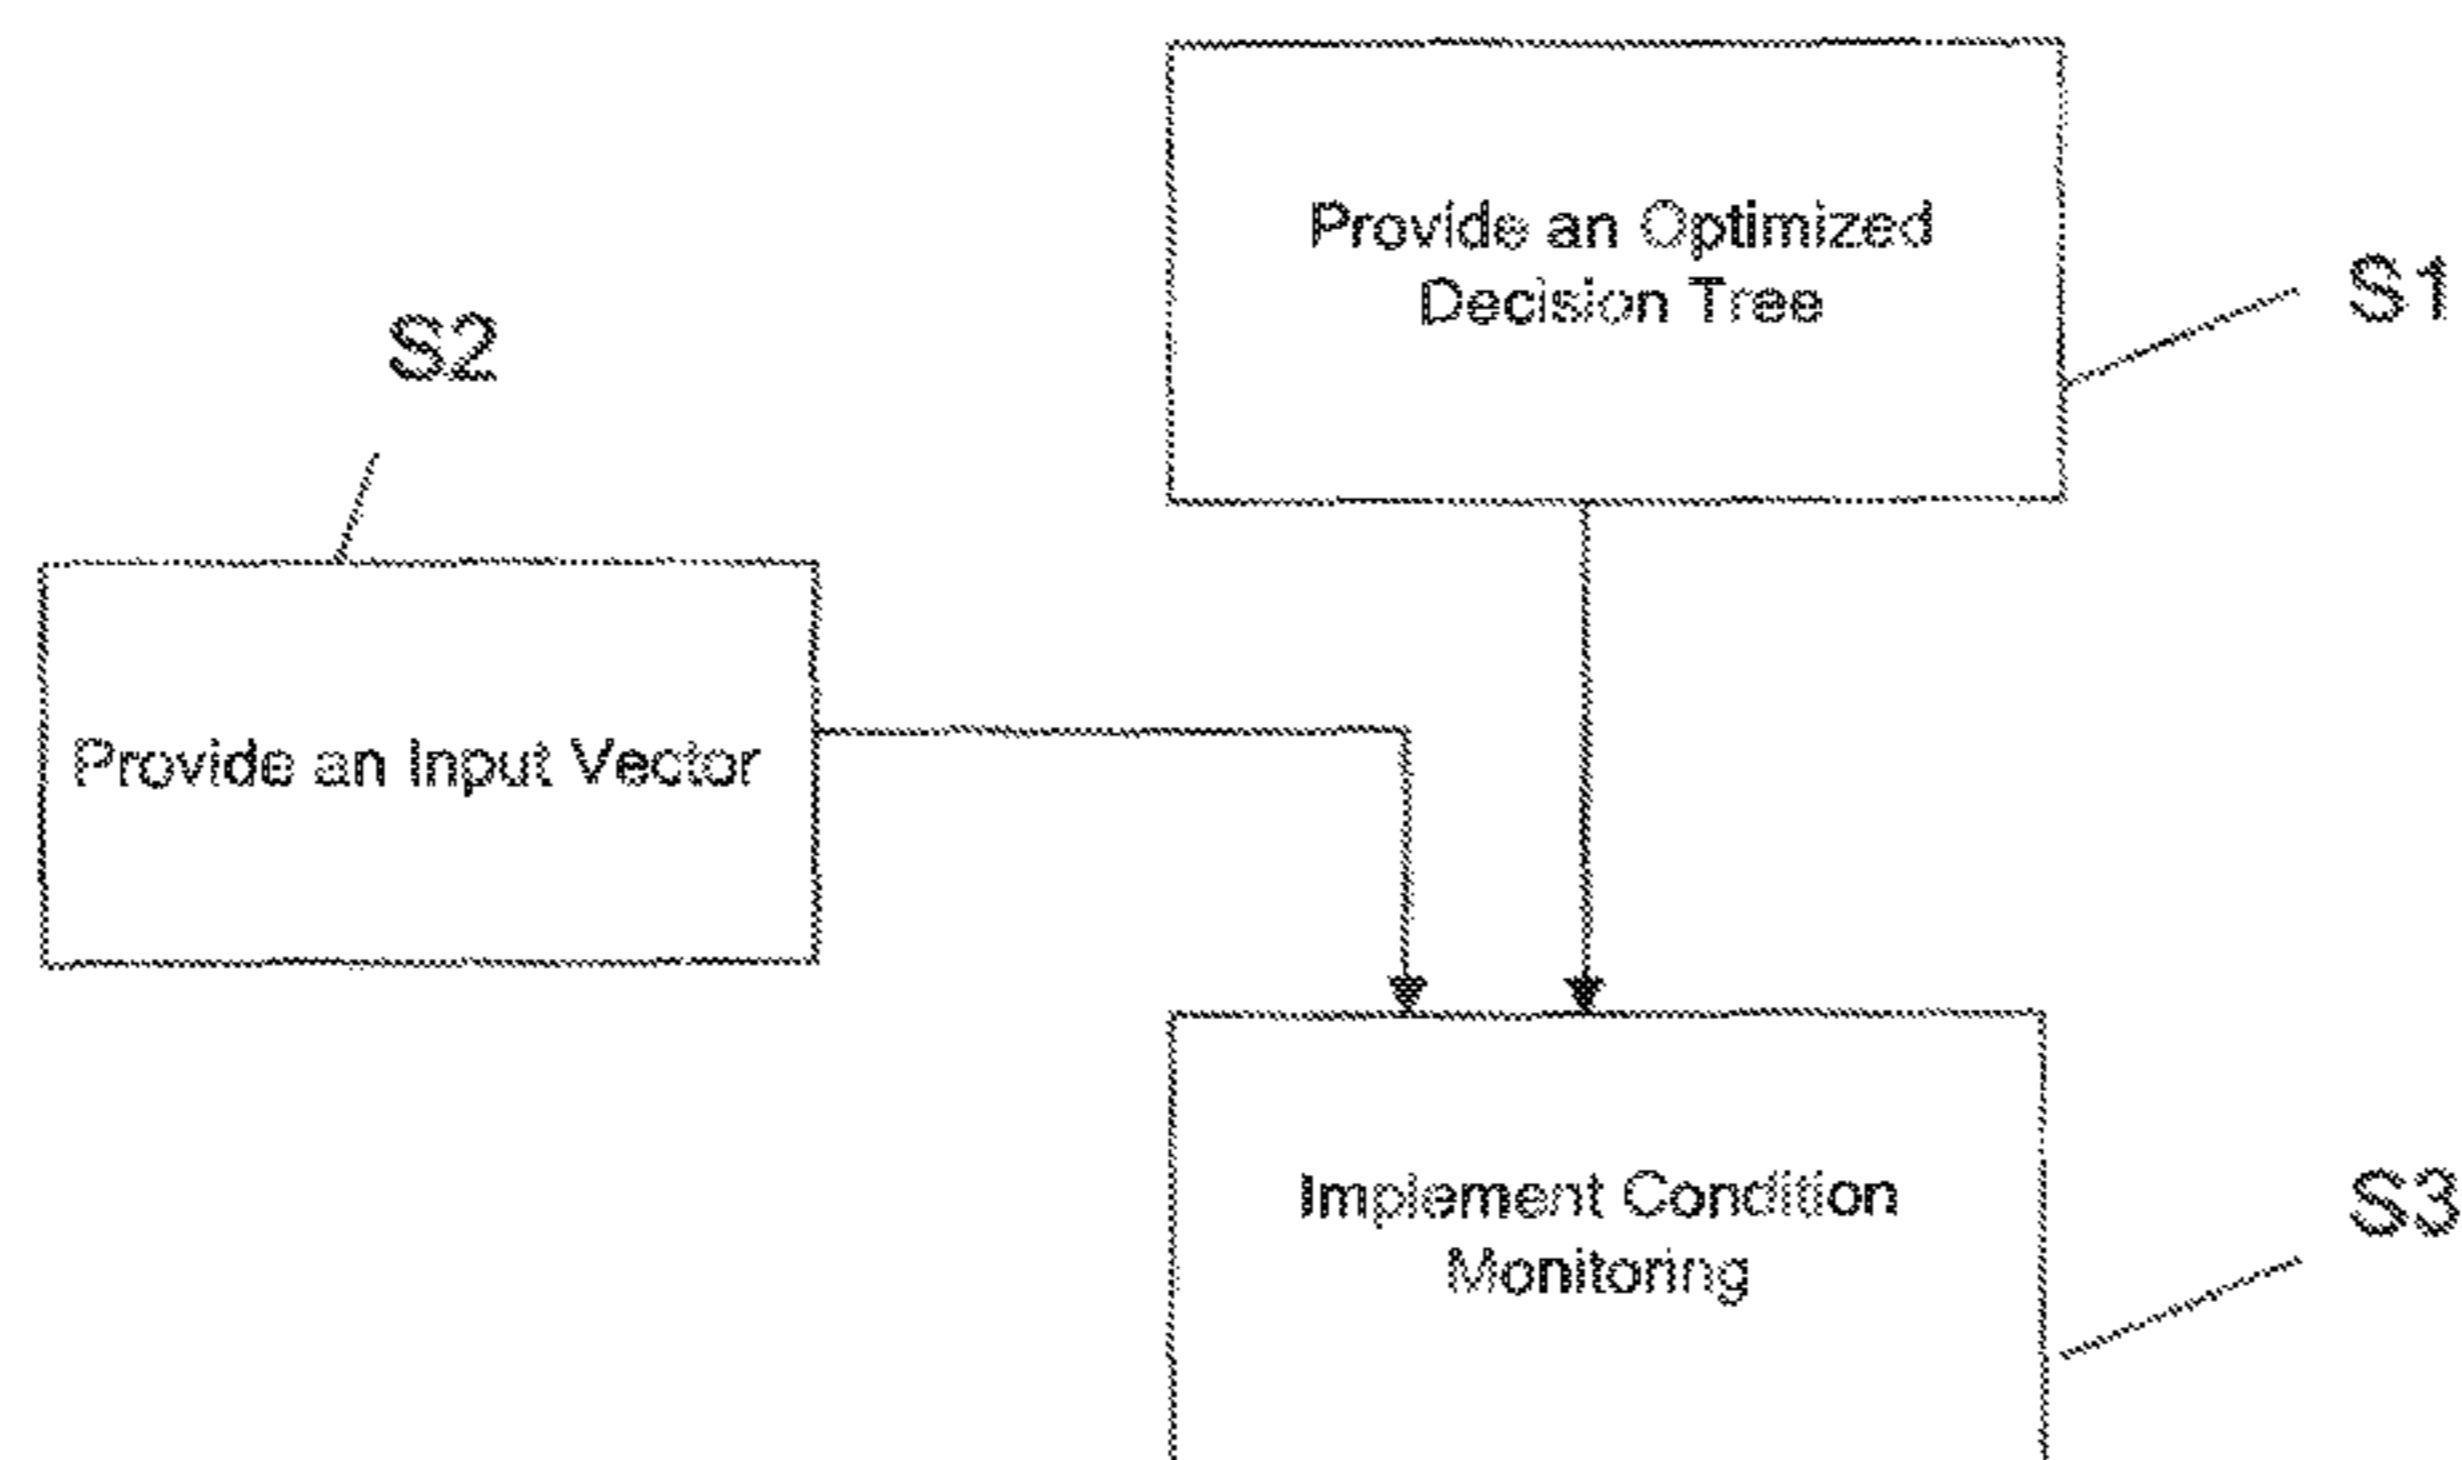 Provide an Optimized
Decision Tree
S1
S2
Provide an Input Vector
Implement Condition
Monitoring
S3